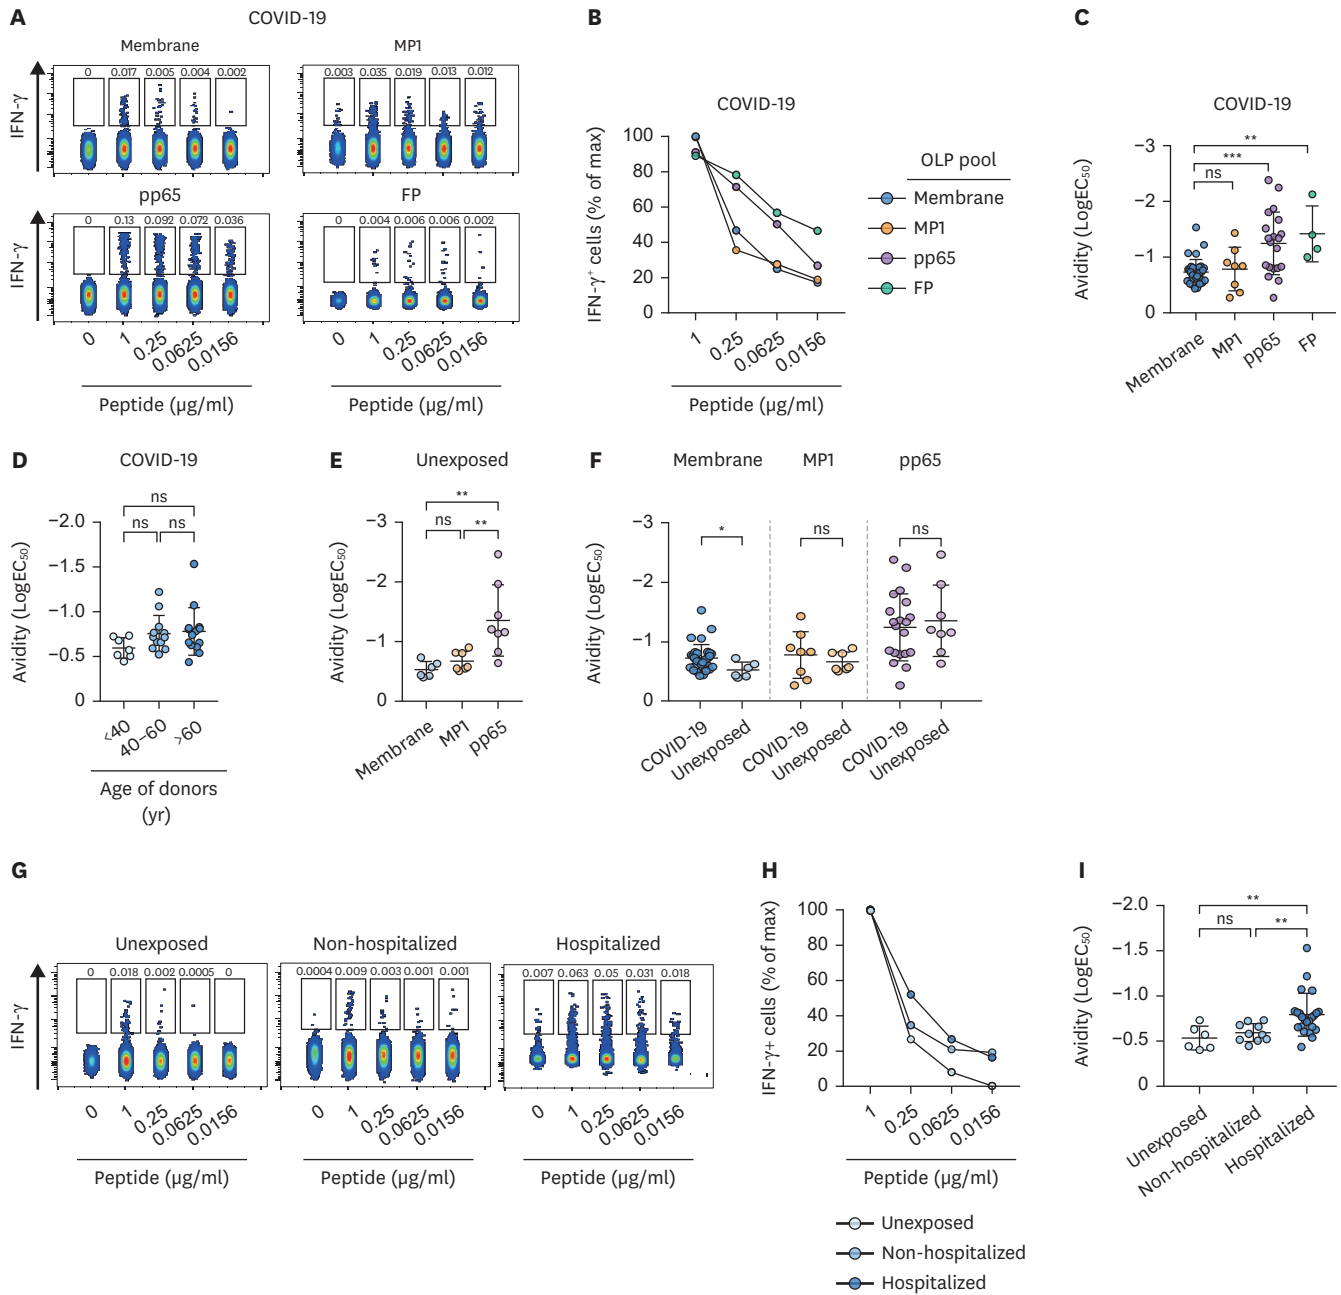 A
COVID-19
Membrane
MP1
IFN-γ
0 0.017 0.005 0.004 0.002
0.003 0.035 0.019 0.013 0.012
pp65
FP
IFN-γ
0 0.13 0.092 0.072 0.036
0 0.004 0.006 0.006 0.002
0 1 0.25 0.0625 0.0156
0 1 0.25 0.0625 0.0156
Peptide (µg/ml)
Peptide (µg/ml)
B
COVID-19
IFN-γ⁺ cells (% of max)
100
80
60
40
20
0
1 0.25 0.0625 0.0156
Peptide (µg/ml)
OLP pool
Membrane
MP1
pp65
FP
C
COVID-19
Avidity (LogEC₅₀)
−3
−2
−1
0
**
***
ns
Membrane MP1 pp65 FP
D
COVID-19
Avidity (LogEC₅₀)
−2.0
−1.5
−1.0
−0.5
0
ns
ns ns
<40 40−60 >60
Age of donors
(yr)
E
Unexposed
Avidity (LogEC₅₀)
−3
−2
−1
0
**
ns **
Membrane MP1 pp65
F
Membrane MP1 pp65
Avidity (LogEC₅₀)
−3
−2
−1
0
* ns ns
COVID-19 Unexposed COVID-19 Unexposed COVID-19 Unexposed
G
Unexposed
Non-hospitalized
Hospitalized
IFN-γ
0 0.018 0.002 0.0005 0
0.0004 0.009 0.003 0.001 0.001
0.007 0.063 0.05 0.031 0.018
0 1 0.25 0.0625 0.0156
0 1 0.25 0.0625 0.0156
0 1 0.25 0.0625 0.0156
Peptide (µg/ml)
Peptide (µg/ml)
Peptide (µg/ml)
H
IFN-γ+ cells (% of max)
100
80
60
40
20
0
1 0.25 0.0625 0.0156
Peptide (µg/ml)
Unexposed
Non-hospitalized
Hospitalized
I
Avidity (LogEC₅₀)
−2.0
−1.5
−1.0
−0.5
0
**
ns **
Unexposed Non-hospitalized Hospitalized